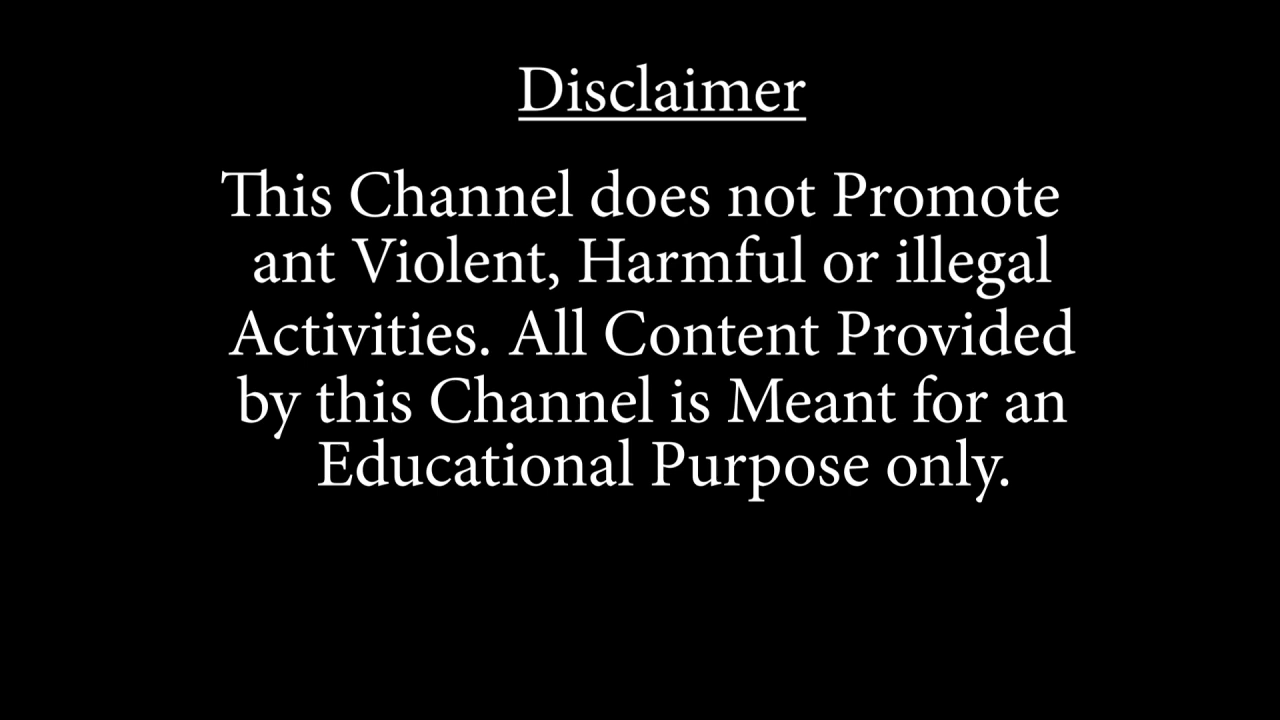 Disclaimer
This Channel does not Promote
ant Violent, Harmful or illegal
Activities. All Content Provided
by this Channel is Meant for an
Educational Purpose only.